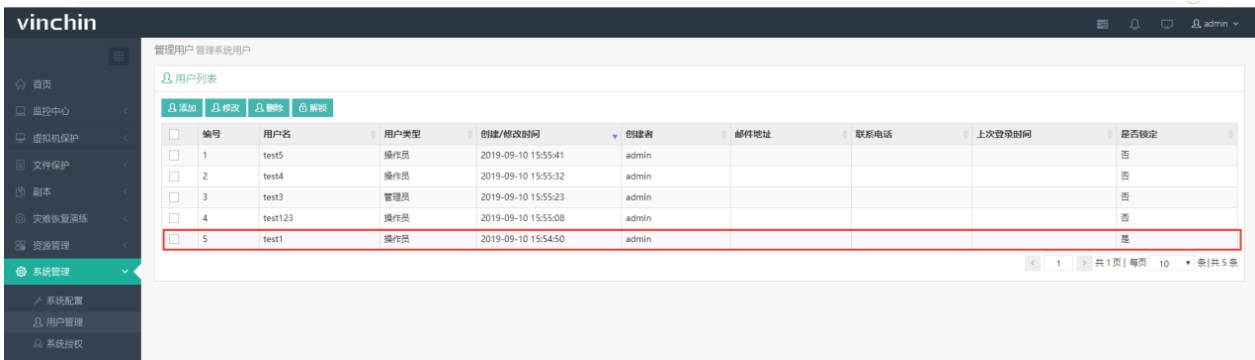 vinchin
admin
管理用户 管理系统用户
首页
监控中心
虚拟机保护
文件保护
副本
灾难恢复演练
资源管理
系统管理
系统配置
用户管理
系统授权
用户列表
添加 修改 删除 解锁
编号 用户名 用户类型 创建/修改时间 创建者 邮件地址 联系电话 上次登录时间 是否锁定
1 test5 操作员 2019-09-10 15:55:41 admin 否
2 test4 操作员 2019-09-10 15:55:32 admin 否
3 test3 管理员 2019-09-10 15:55:23 admin 否
4 test123 操作员 2019-09-10 15:55:08 admin 否
5 test1 操作员 2019-09-10 15:54:50 admin 是
< 1 > 共1页| 每页 10 条|共5条